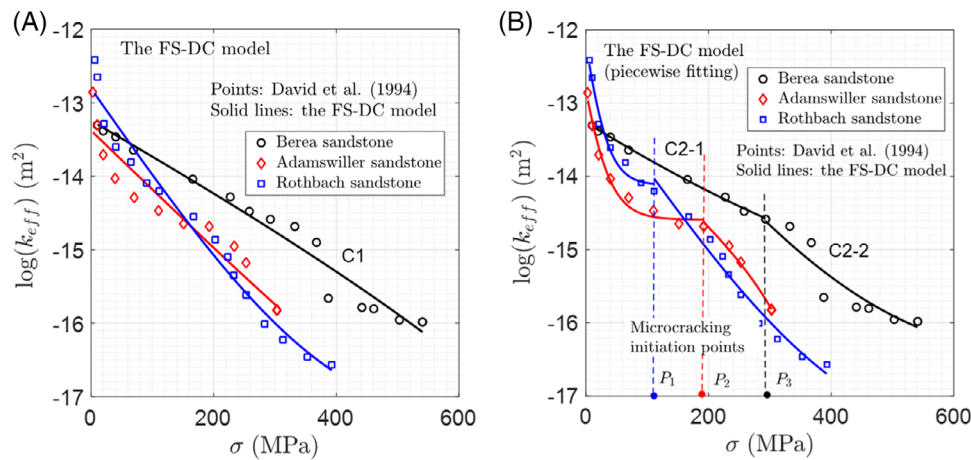 (A)
The FS-DC model
Points: David et al. (1994)
Solid lines: the FS-DC model
Berea sandstone
Adamswiller sandstone
Rothbach sandstone
C1
-12
-13
-14
-15
-16
-17
log(k_eff) (m²)
0 200 400 600
σ (MPa)
(B)
The FS-DC model
(piecewise fitting)
Berea sandstone
Adamswiller sandstone
Rothbach sandstone
C2-1
Points: David et al. (1994)
Solid lines: the FS-DC model
C2-2
Microcracking
initiation points
P₁ P₂ P₃
-12
-13
-14
-15
-16
-17
log(k_eff) (m²)
0 200 400 600
σ (MPa)